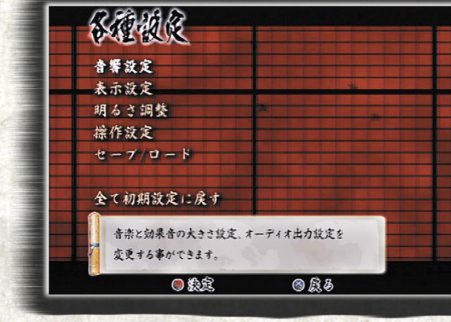 各種設定
音響設定
表示設定
明るさ調整
操作設定
セーブ/ロード
全て初期設定に戻す
音楽と効果音の大きさ設定、オーディオ出力設定を
変更する事ができます。
決定
戻る